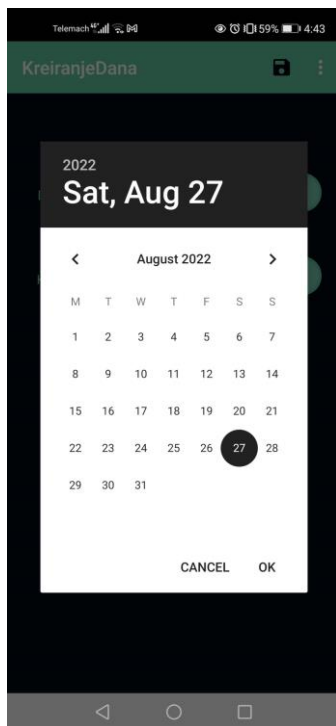 Telemach 59% 4:43
KreiranjeDana
2022
Sat, Aug 27
August 2022
M T W T F S S
1 2 3 4 5 6 7
8 9 10 11 12 13 14
15 16 17 18 19 20 21
22 23 24 25 26 27 28
29 30 31
CANCEL OK